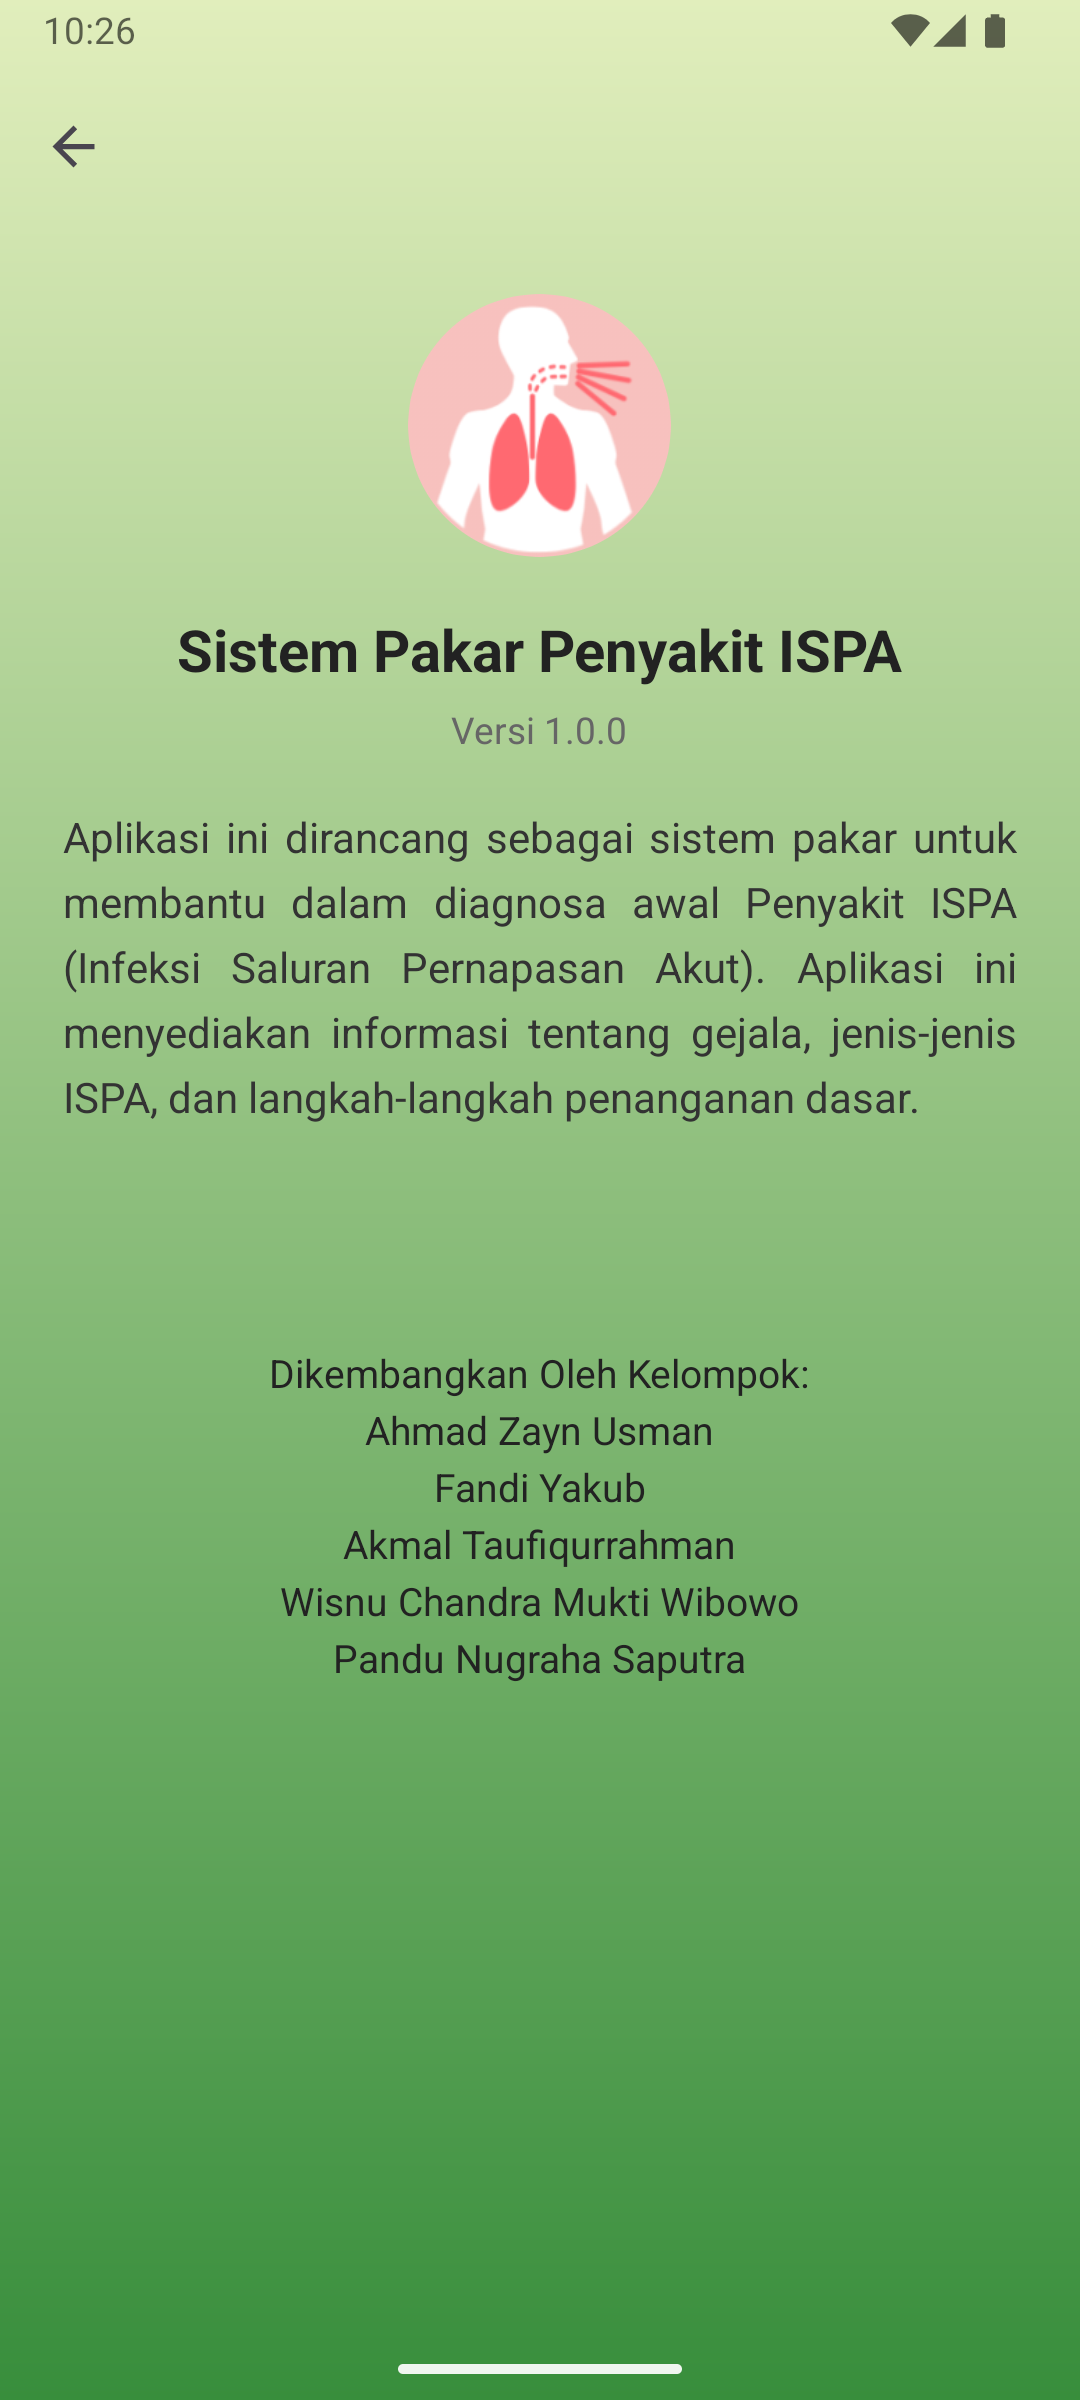 10:26
Sistem Pakar Penyakit ISPA
Versi 1.0.0
Aplikasi ini dirancang sebagai sistem pakar untuk
membantu dalam diagnosa awal Penyakit ISPA
(Infeksi Saluran Pernapasan Akut). Aplikasi ini
menyediakan informasi tentang gejala, jenis-jenis
ISPA, dan langkah-langkah penanganan dasar.
Dikembangkan Oleh Kelompok:
Ahmad Zayn Usman
Fandi Yakub
Akmal Taufiqurrahman
Wisnu Chandra Mukti Wibowo
Pandu Nugraha Saputra